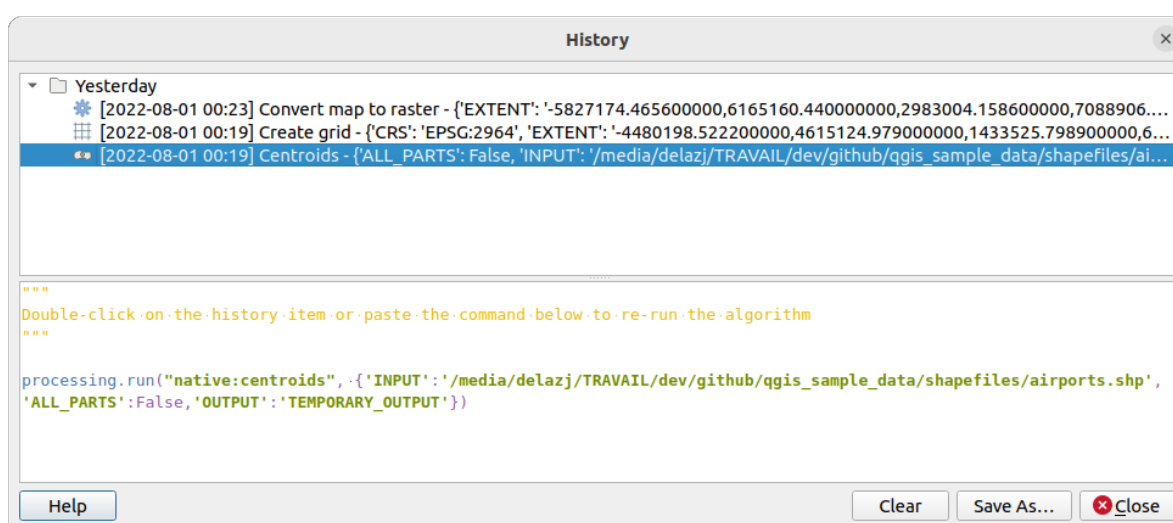 History
Yesterday
[2022-08-01 00:23] Convert map to raster - {'EXTENT': '-5827174.465600000,6165160.440000000,2983004.158600000,7088906....
[2022-08-01 00:19] Create grid - {'CRS': 'EPSG:2964', 'EXTENT': '-4480198.522200000,4615124.979000000,1433525.798900000,6...
[2022-08-01 00:19] Centroids - {'ALL_PARTS': False, 'INPUT': '/media/delazj/TRAVAIL/dev/github/qgis_sample_data/shapefiles/ai...
"""
Double-click·on·the·history·item·or·paste·the·command·below·to·re-run·the·algorithm
"""
processing.run("native:centroids",·{'INPUT':'/media/delazj/TRAVAIL/dev/github/qgis_sample_data/shapefiles/airports.shp',
'ALL_PARTS':False,'OUTPUT':'TEMPORARY_OUTPUT'})
Help Clear Save As... Close